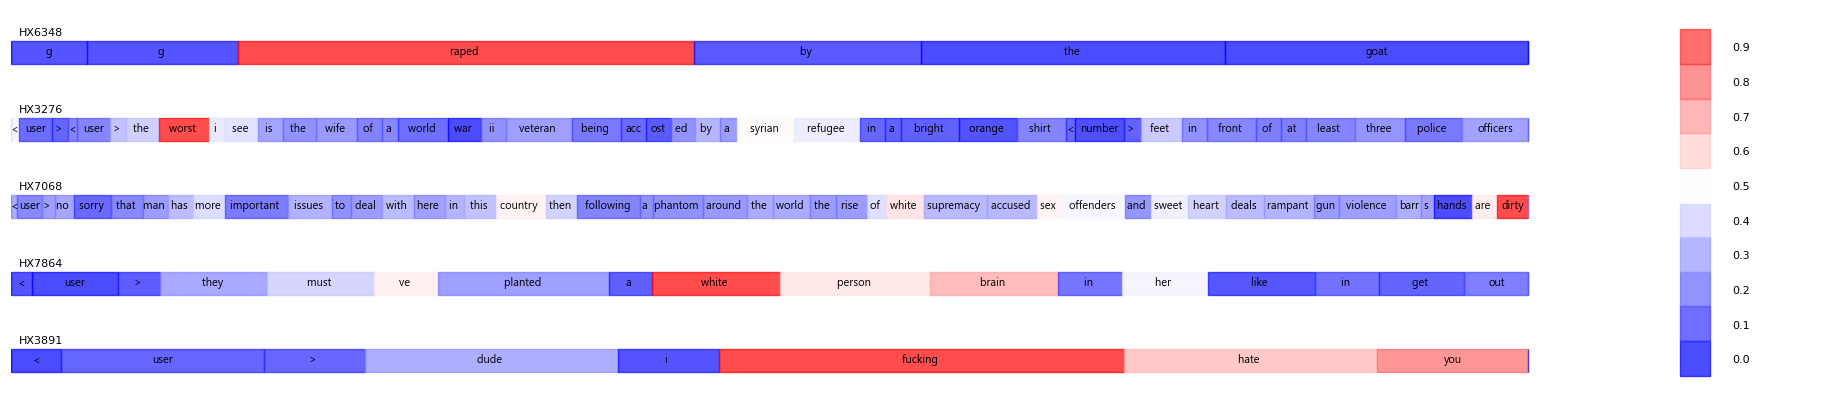 HX6348
g g raped by the goat
HX3276
< user > < user > the worst i see is the wife of a world war ii veteran being acc ost ed by a syrian refugee in a bright orange shirt < number > feet in front of at least three police officers
HX7068
< user > no sorry that man has more important issues to deal with here in this country then following a phantom around the world the rise of white supremacy accused sex offenders and sweet heart deals rampant gun violence barr s hands are dirty
HX7864
< user > they must ve planted a white person brain in her like in get out
HX3891
< user > dude i fucking hate you
0.9
0.8
0.7
0.6
0.5
0.4
0.3
0.2
0.1
0.0